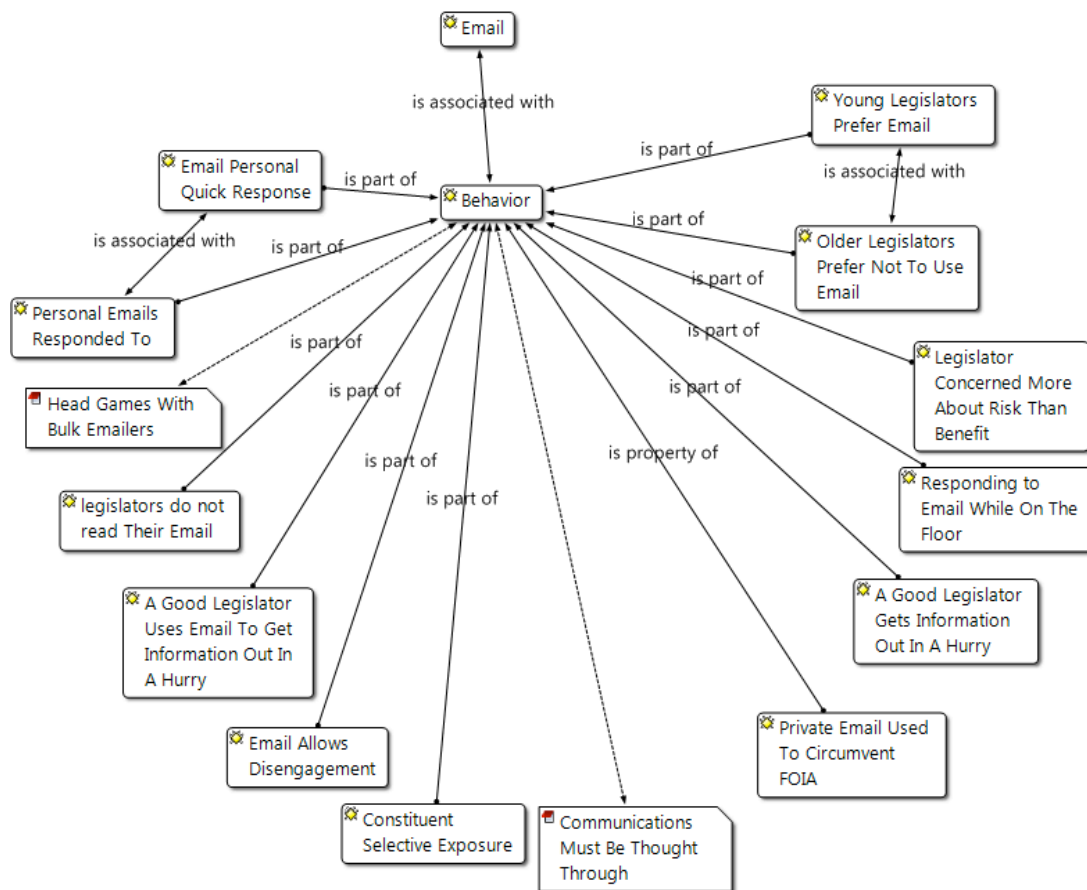 Email
is associated with
Young Legislators
Prefer Email
is part of
Email Personal
Quick Response
is part of
is associated with
Behavior
is part of
is associated with
is part of
Older Legislators
Prefer Not To Use
Email
is part of
Personal Emails
Responded To
is part of
is part of
Legislator
Concerned More
About Risk Than
Benefit
Head Games With
Bulk Emailers
is part of
is part of
is part of
is property of
is part of
legislators do not
read Their Email
Responding to
Email While On The
Floor
A Good Legislator
Uses Email To Get
Information Out In
A Hurry
A Good Legislator
Gets Information
Out In A Hurry
Email Allows
Disengagement
Private Email Used
To Circumvent
FOIA
Constituent
Selective Exposure
Communications
Must Be Thought
Through